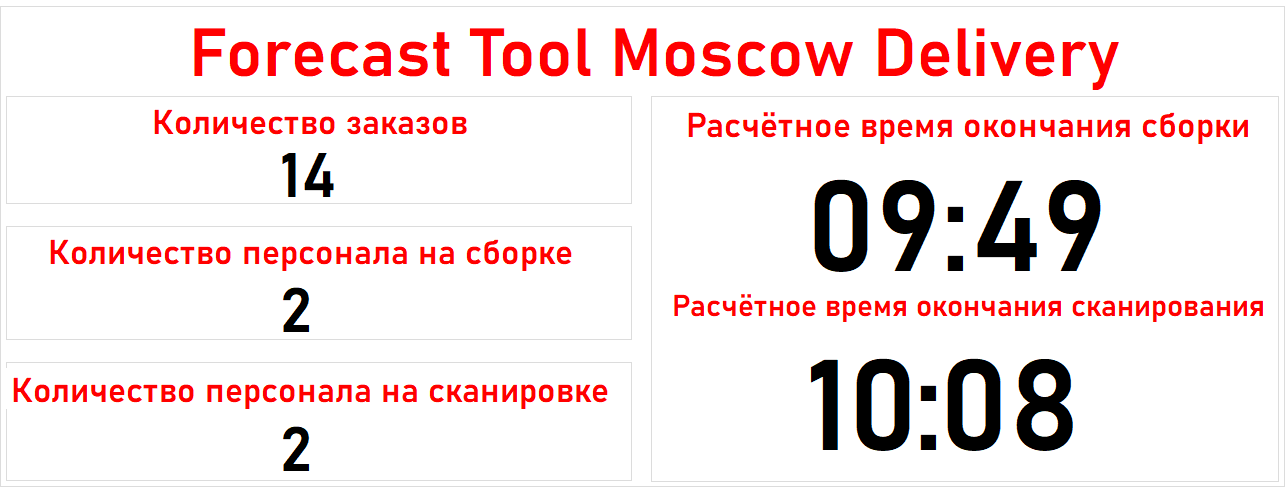 Forecast Tool Moscow Delivery
Количество заказов
14
Количество персонала на сборке
2
Количество персонала на сканировке
2
Расчётное время окончания сборки
09:49
Расчётное время окончания сканирования
10:08